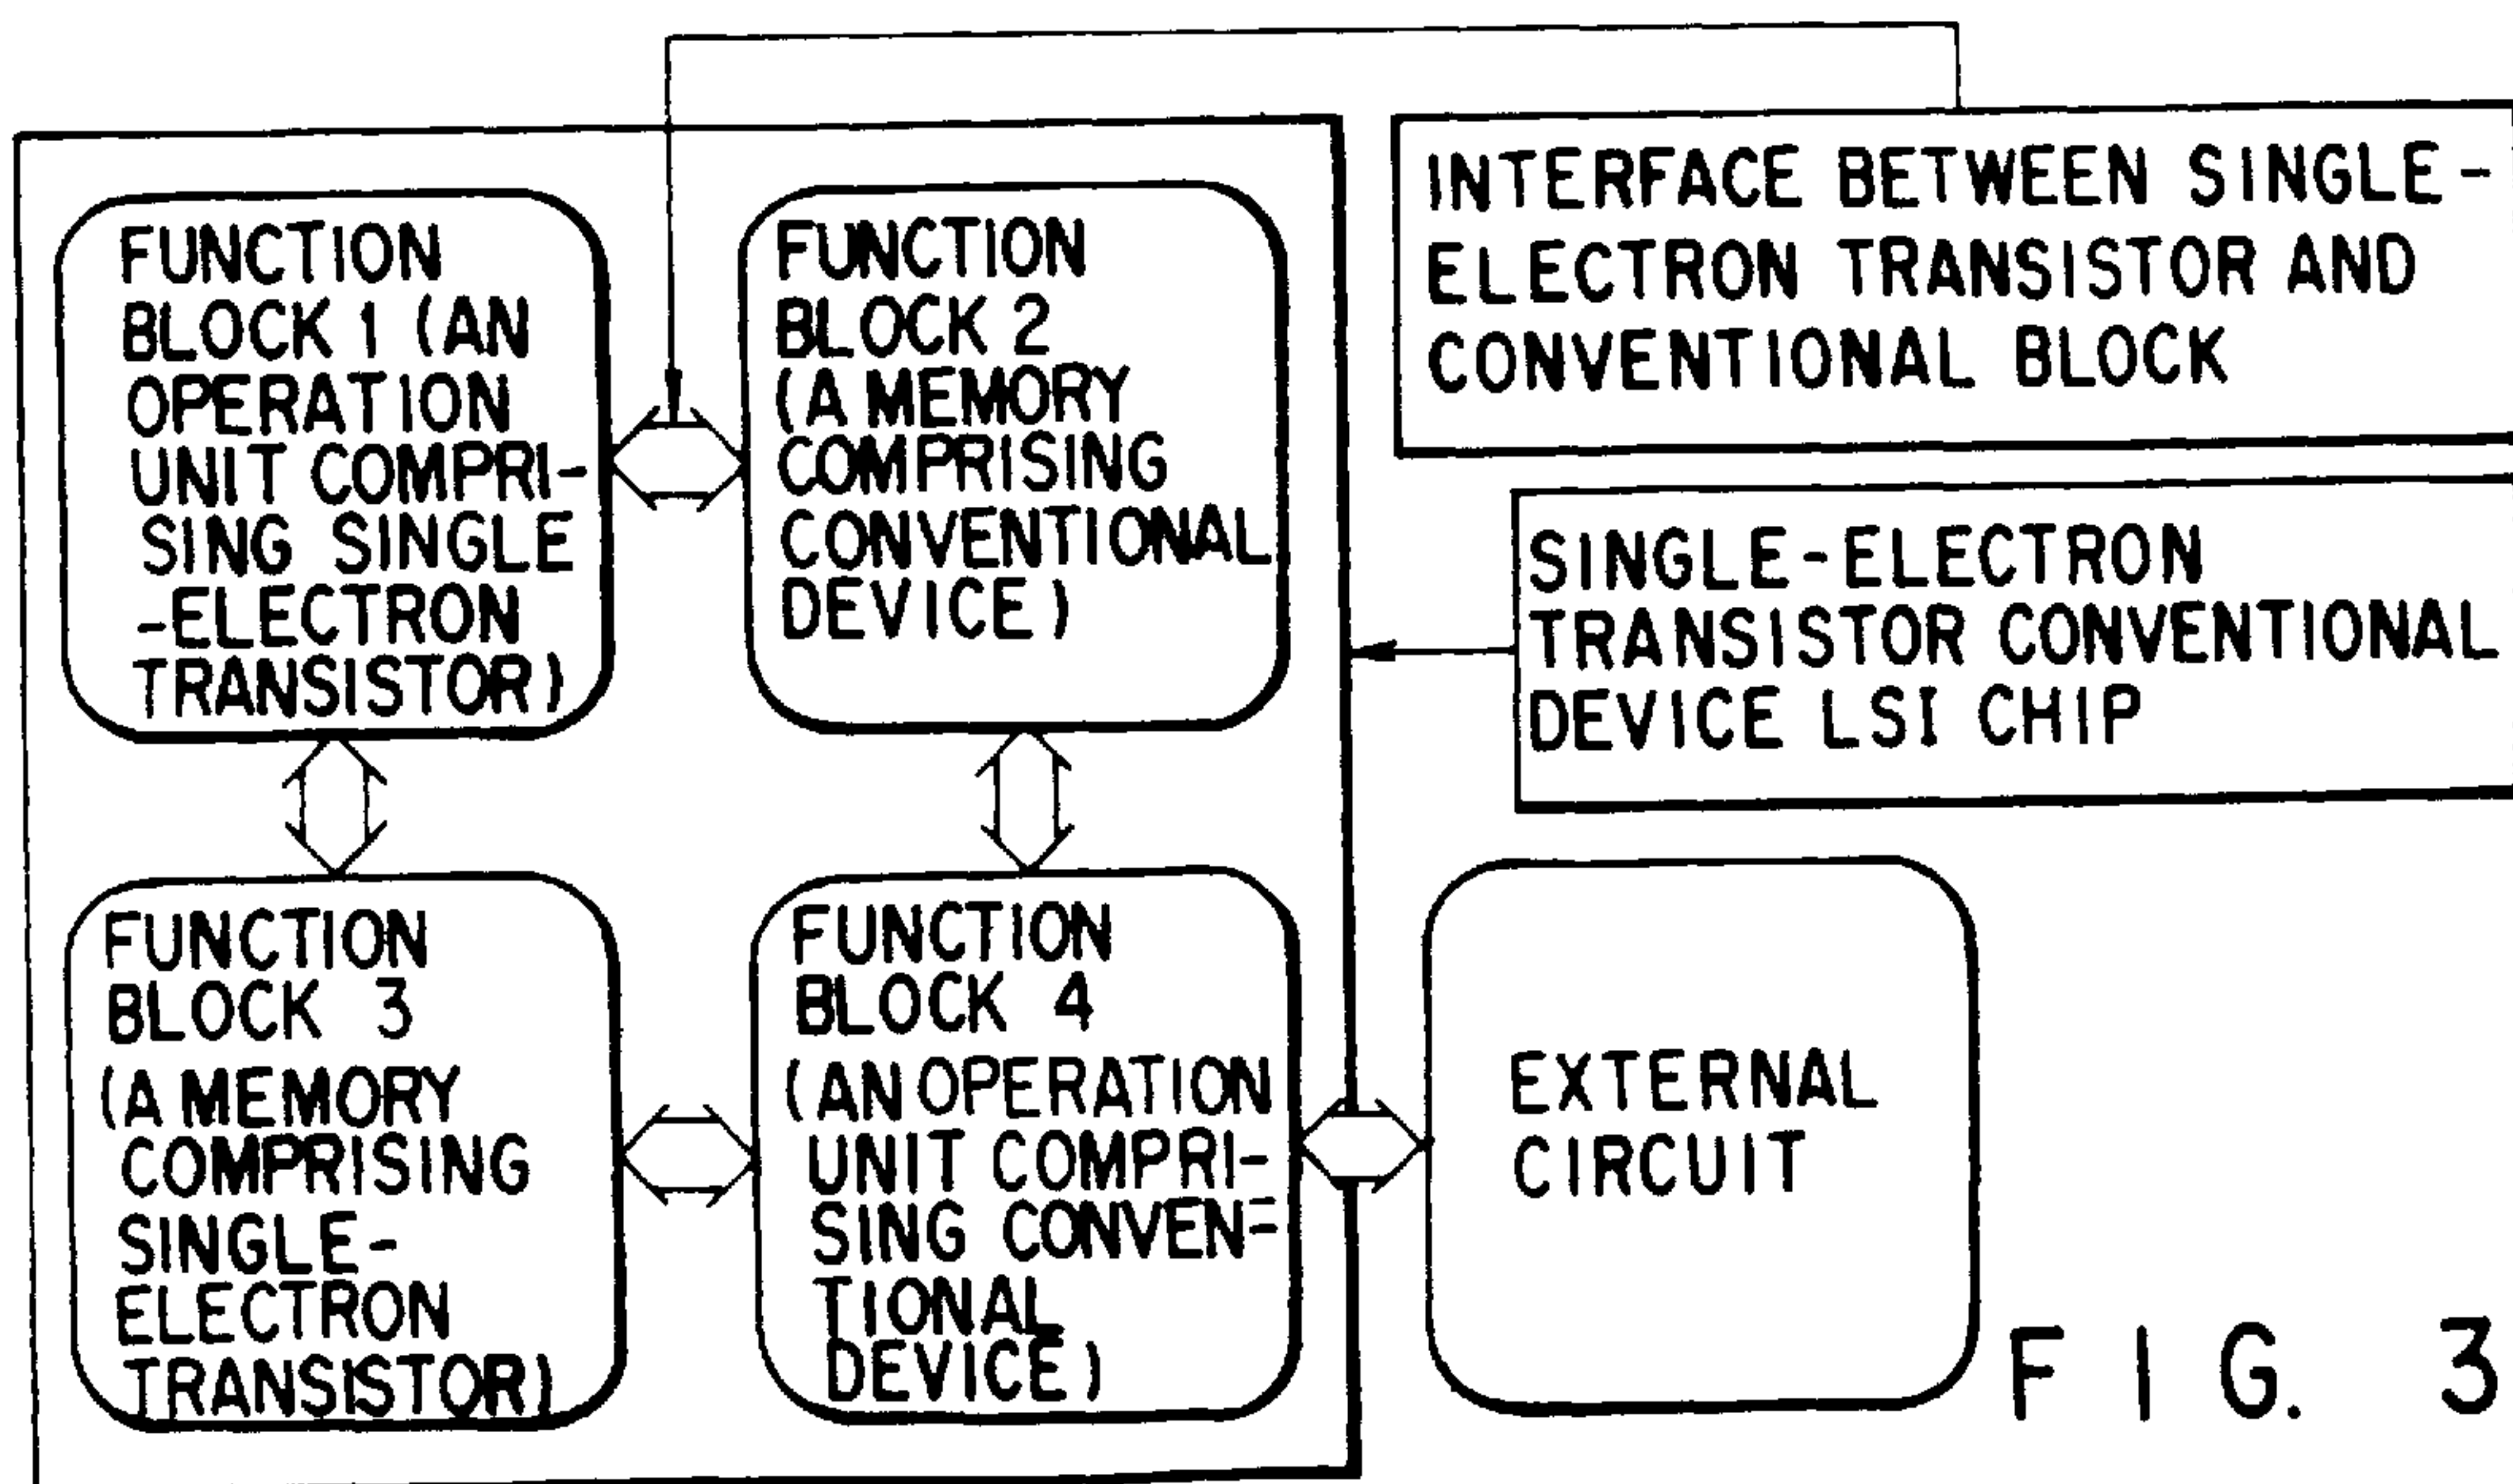 FUNCTION
BLOCK 1 (AN
OPERATION
UNIT COMPRI-
SING SINGLE
-ELECTRON
TRANSISTOR)
FUNCTION
BLOCK 2
(A MEMORY
COMPRISING
CONVENTIONAL
DEVICE)
INTERFACE BETWEEN SINGLE-
ELECTRON TRANSISTOR AND
CONVENTIONAL BLOCK
SINGLE-ELECTRON
TRANSISTOR CONVENTIONAL
DEVICE LSI CHIP
FUNCTION
BLOCK 3
(A MEMORY
COMPRISING
SINGLE-
ELECTRON
TRANSISTOR)
FUNCTION
BLOCK 4
(AN OPERATION
UNIT COMPRI-
SING CONVEN-
TIONAL
DEVICE)
EXTERNAL
CIRCUIT
FIG. 3